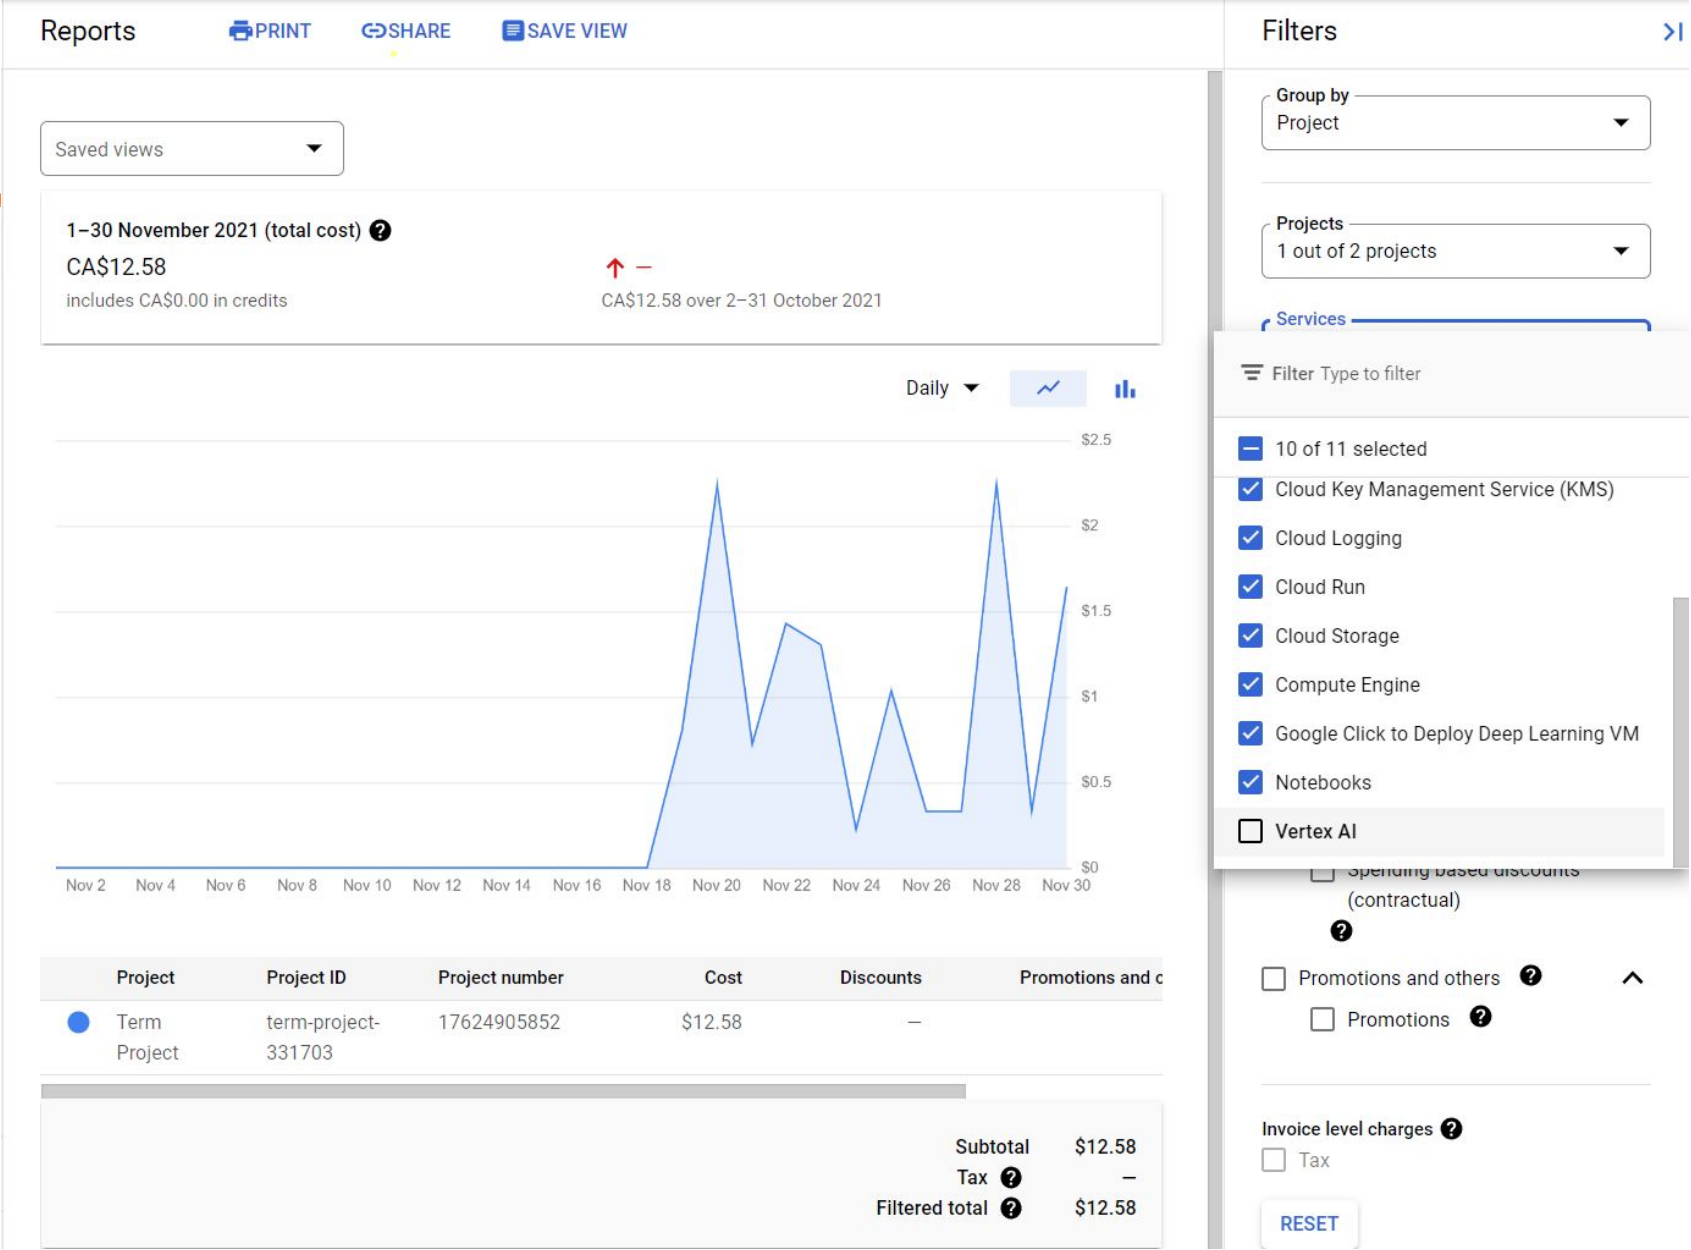 Reports
PRINT
SHARE
SAVE VIEW
Filters
Group by
Project
Saved views
Projects
1 out of 2 projects
1–30 November 2021 (total cost)
CA$12.58
—
includes CA$0.00 in credits
CA$12.58 over 2–31 October 2021
Services
Filter Type to filter
Daily
10 of 11 selected
Cloud Key Management Service (KMS)
Cloud Logging
Cloud Run
Cloud Storage
Compute Engine
Google Click to Deploy Deep Learning VM
Notebooks
Vertex AI
$2.5
$2
$1.5
$1
$0.5
$0
Nov 2 Nov 4 Nov 6 Nov 8 Nov 10 Nov 12 Nov 14 Nov 16 Nov 18 Nov 20 Nov 22 Nov 24 Nov 26 Nov 28 Nov 30
Spending based discounts
(contractual)
Promotions and others
Promotions
Invoice level charges
Tax
RESET
Project Project ID Project number Cost Discounts Promotions and o
Term term-project- 17624905852 $12.58 —
Project 331703
Subtotal $12.58
Tax —
Filtered total $12.58